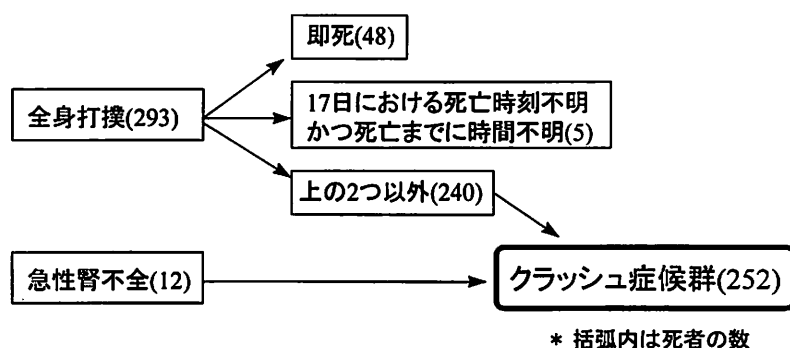 即死(48)
全身打撲(293)
17日における死亡時刻不明
かつ死亡までに時間不明(5)
上の2つ以外(240)
急性腎不全(12)
クラッシュ症候群(252)
* 括弧内は死者の数